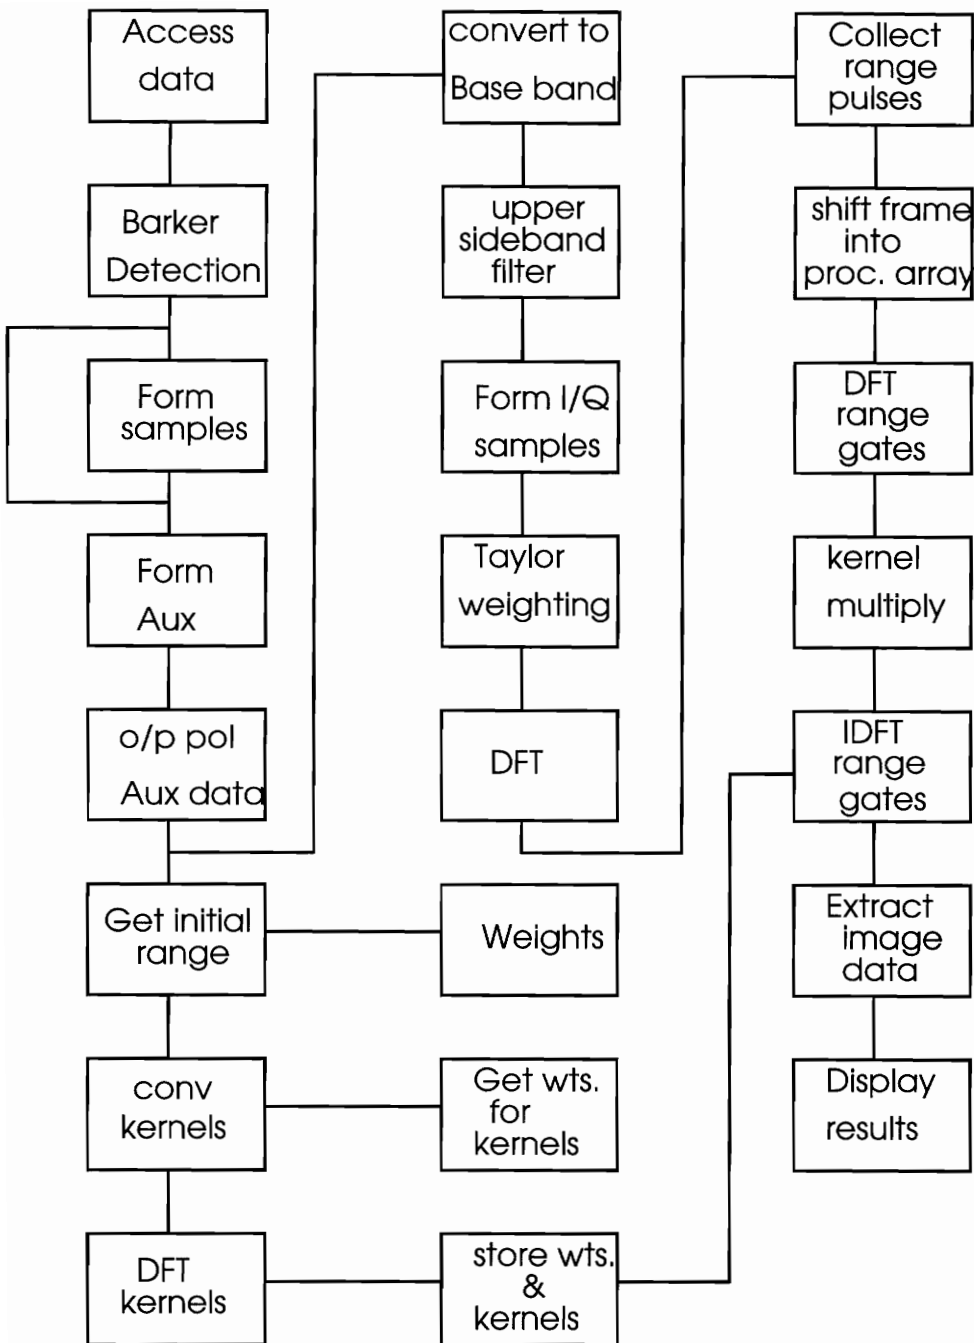 Access
data
Barker
Detection
Form
samples
Form
Aux
o/p pol
Aux data
Get initial
range
conv
kernels
DFT
kernels
convert to
Base band
upper
sideband
filter
Form I/Q
samples
Taylor
weighting
DFT
Weights
Get wts.
for
kernels
store wts.
&
kernels
Collect
range
pulses
shift frame
into
proc. array
DFT
range
gates
kernel
multiply
IDFT
range
gates
Extract
image
data
Display
results